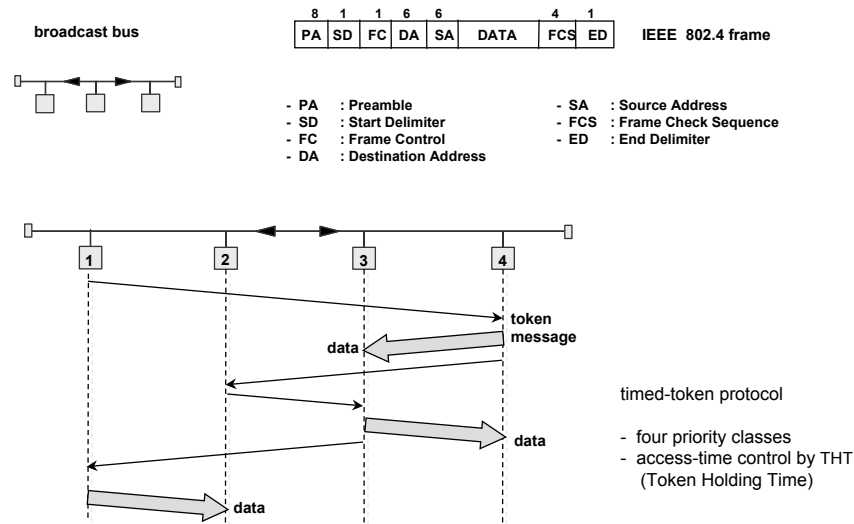 broadcast bus
8 1 1 6 6 4 1
PA SD FC DA SA DATA FCS ED IEEE 802.4 frame
- PA : Preamble
- SD : Start Delimiter
- FC : Frame Control
- DA : Destination Address
- SA : Source Address
- FCS : Frame Check Sequence
- ED : End Delimiter
1 2 3 4
token
message
data
data
data
timed-token protocol
- four priority classes
- access-time control by THT
(Token Holding Time)